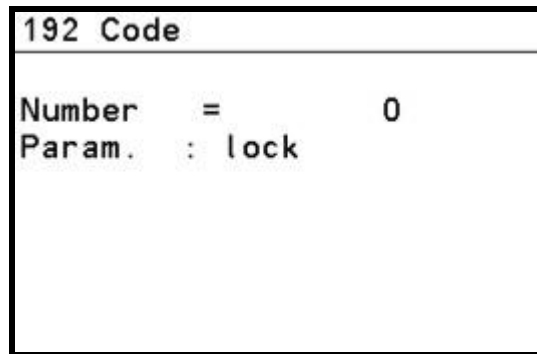 192 Code
Number = 0
Param. : lock